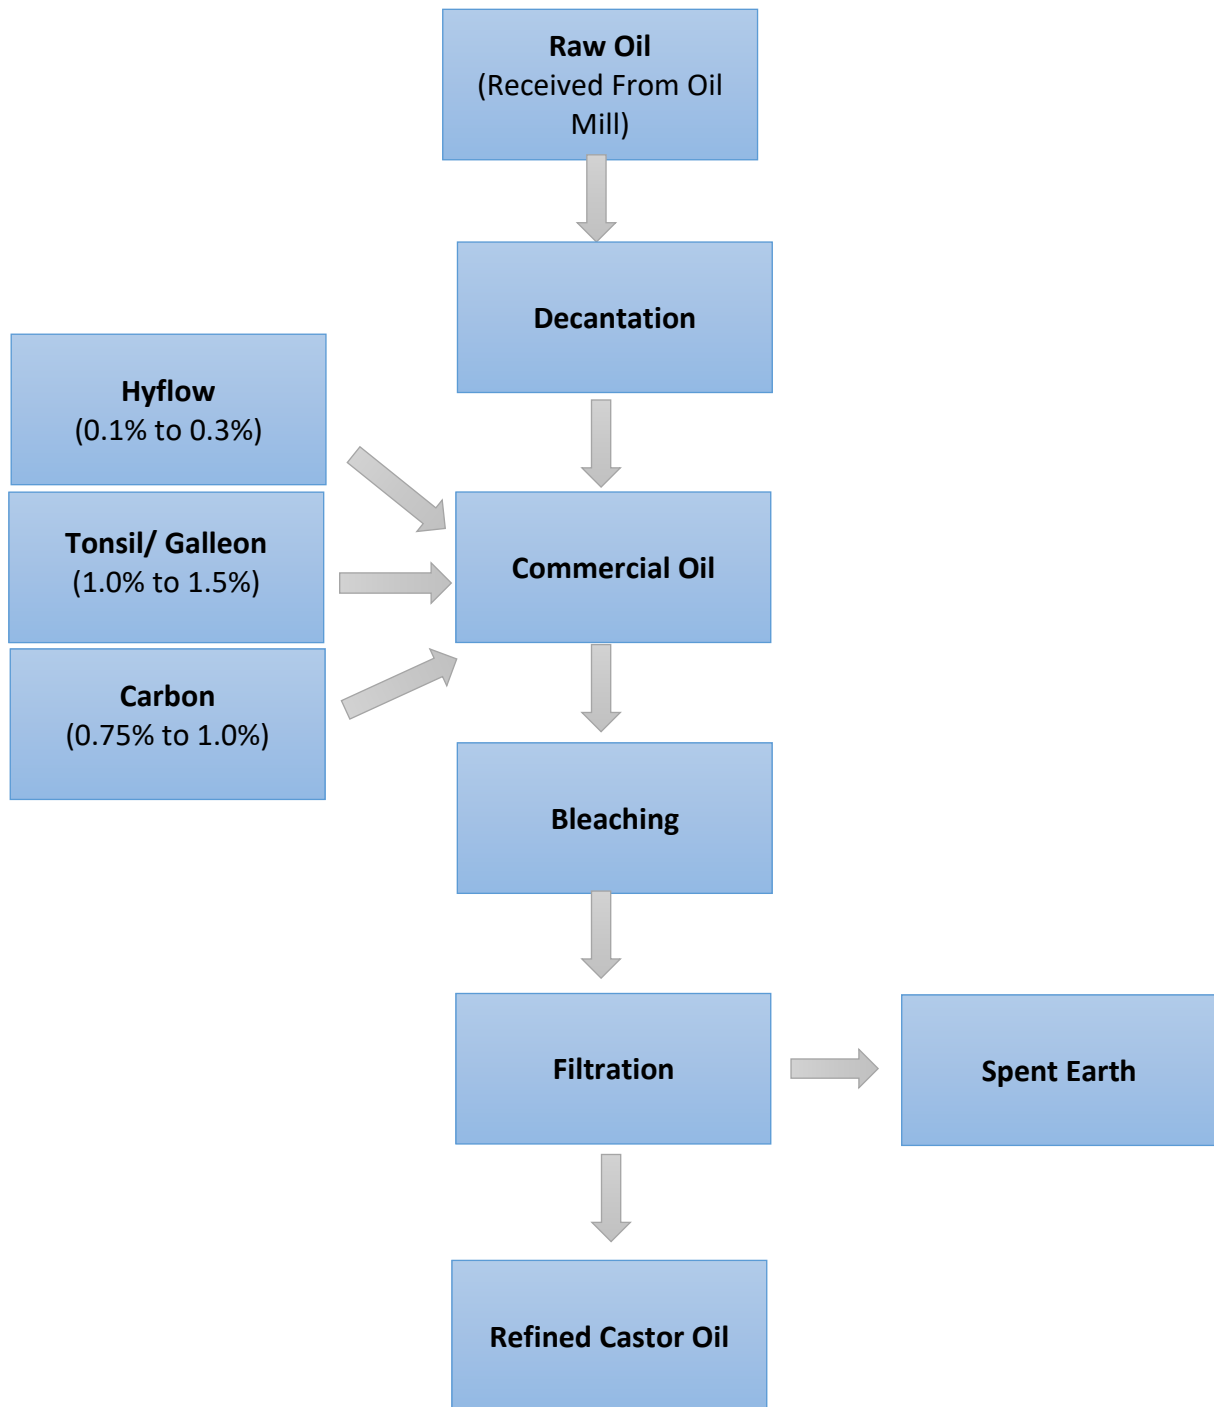 Raw Oil
(Received From Oil
Mill)
Decantation
Hyflow
(0.1% to 0.3%)
Tonsil/ Galleon
(1.0% to 1.5%)
Commercial Oil
Carbon
(0.75% to 1.0%)
Bleaching
Filtration
Spent Earth
Refined Castor Oil